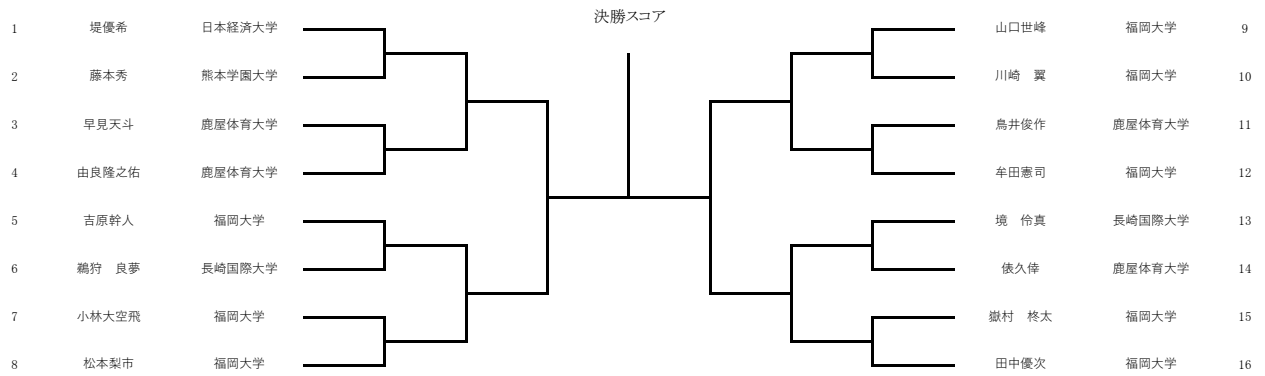 決勝スコア
1 堤優希 日本経済大学
2 藤本秀 熊本学園大学
3 早見天斗 鹿屋体育大学
4 由良隆之佑 鹿屋体育大学
5 吉原幹人 福岡大学
6 鵜狩　良夢 長崎国際大学
7 小林大空飛 福岡大学
8 松本梨市 福岡大学
山口世峰 福岡大学 9
川崎　翼 福岡大学 10
鳥井俊作 鹿屋体育大学 11
牟田憲司 福岡大学 12
境　伶真 長崎国際大学 13
俵久倖 鹿屋体育大学 14
嶽村　柊太 福岡大学 15
田中優次 福岡大学 16